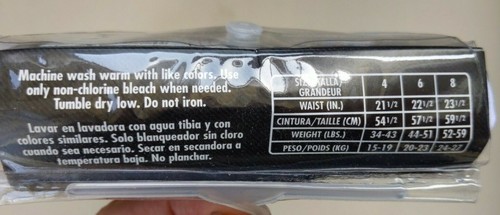 Machine wash warm with like colors. Use
only non-chlorine bleach when needed.
Tumble dry low. Do not iron.
Lavar en lavadora con agua tibia y con
colores similares. Solo blanqueador sin cloro
cuando sea necesario. Secar en secandora a
temperatura baja. No planchar.
SIZE/TALLA/ 4 6 8
GRANDEUR
WAIST (IN.) 21 1/2 22 1/2 23 1/2
CINTURA/TAILLE (CM) 54 1/2 57 1/2 59 1/2
WEIGHT (LBS.) 34-43 44-51 52-59
PESO/POIDS (KG) 15-19 20-23 24-27